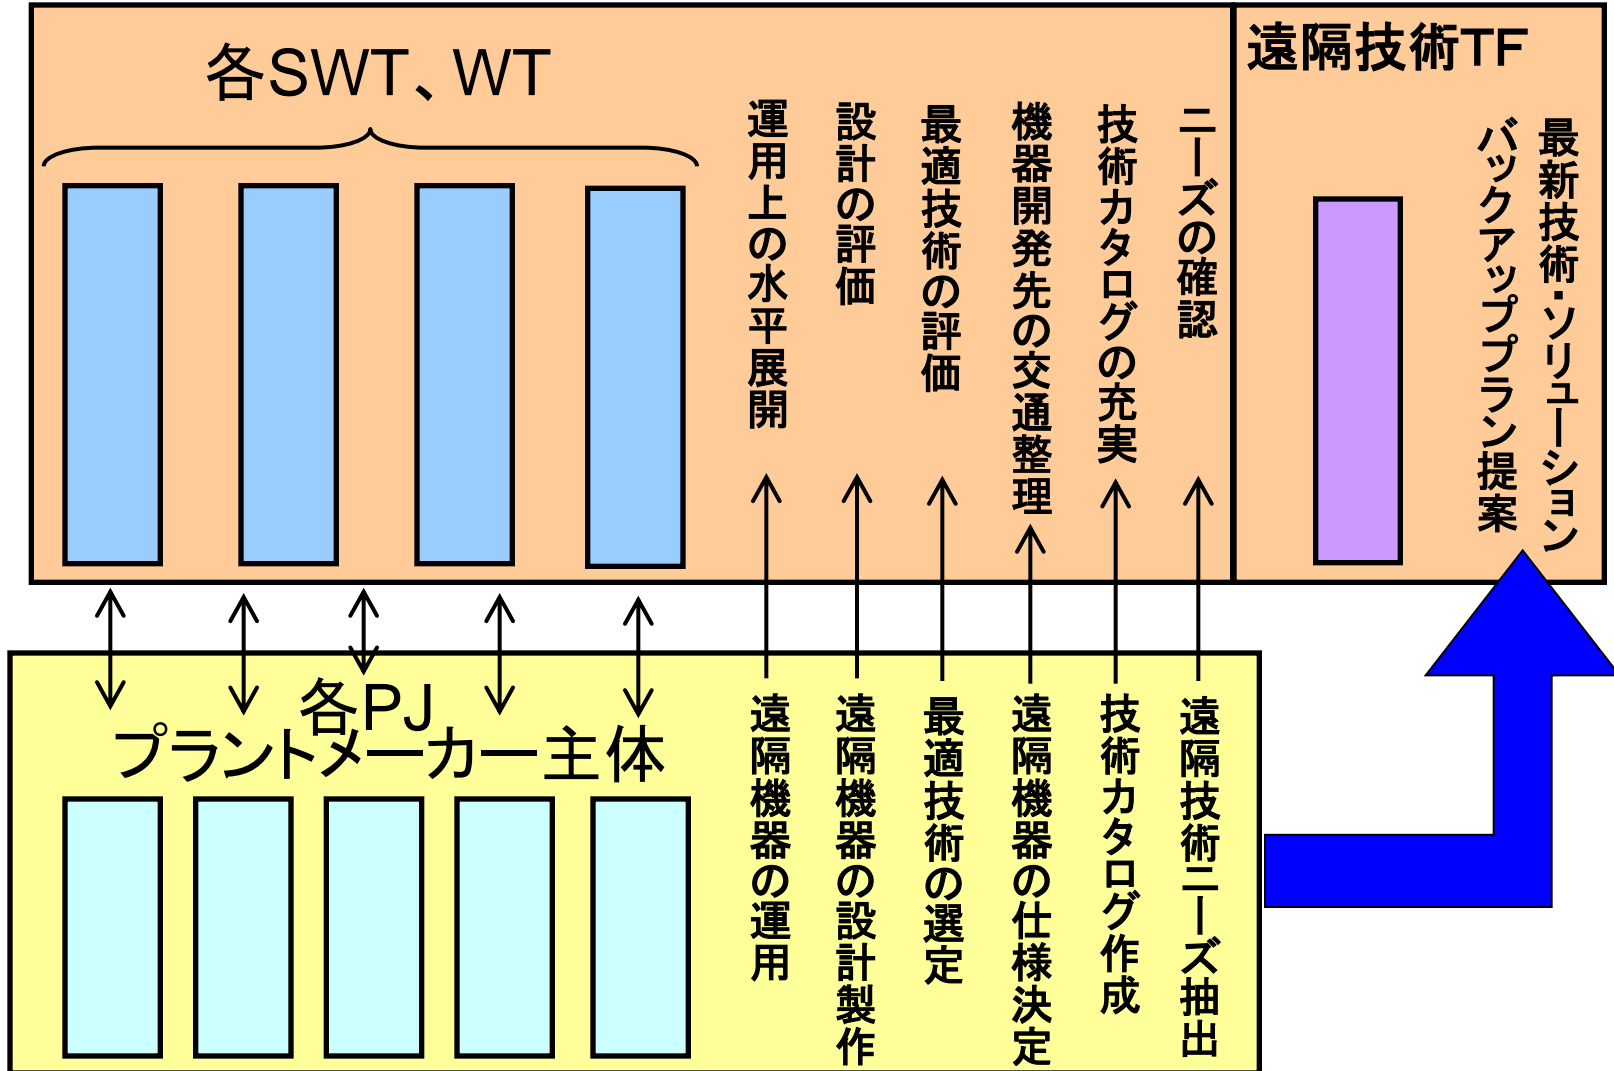 各SWT、WT
遠隔技術TF
最新技術・ソリューション
バックアッププラン提案
ニーズの確認
技術カタログの充実
機器開発先の交通整理
最適技術の評価
設計の評価
運用上の水平展開
各PJ
プラントメーカー主体
遠隔技術ニーズ抽出
技術カタログ作成
遠隔機器の仕様決定
最適技術の選定
遠隔機器の設計製作
遠隔機器の運用